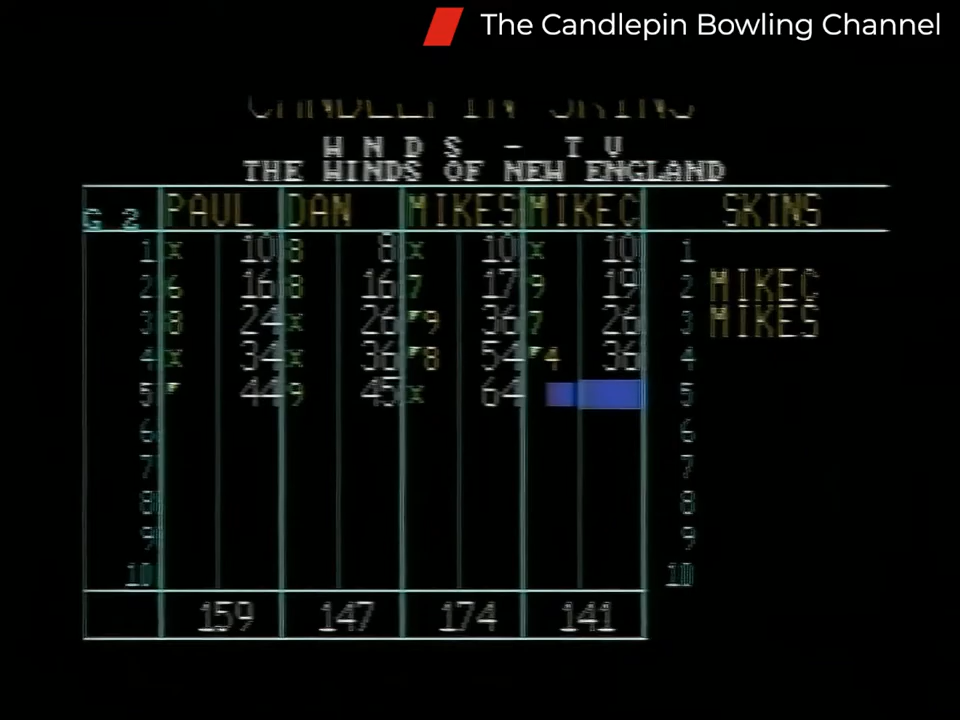 The Candlepin Bowling Channel
CANDLEPIN SKINS
W N D S - T V
THE WINDS OF NEW ENGLAND
G 2 PAUL DAN MIKES MIKEC SKINS
1 x 10 8 8 x 10 x 10 1
2 6 16 8 16 7 17 9 19 2 MIKEC
3 8 24 x 26 9 36 7 26 3 MIKES
4 x 34 x 36 8 54 4 36 4
5 44 9 45 x 64 5
6 6
7 7
8 8
9 9
10 10
159 147 174 141